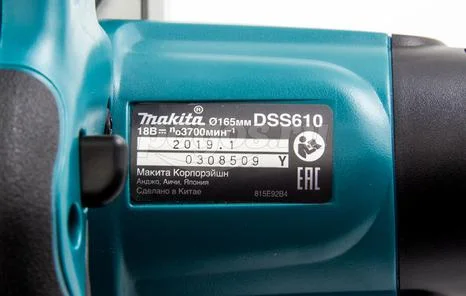 Makita® Ø165мм DSS610
18В⎓ n₀3700мин⁻¹
2019.1
0308509 Y
Макита Корпорэйшн
Анджо, Аичи, Япония
Сделано в Китае 815E92B4
EAC